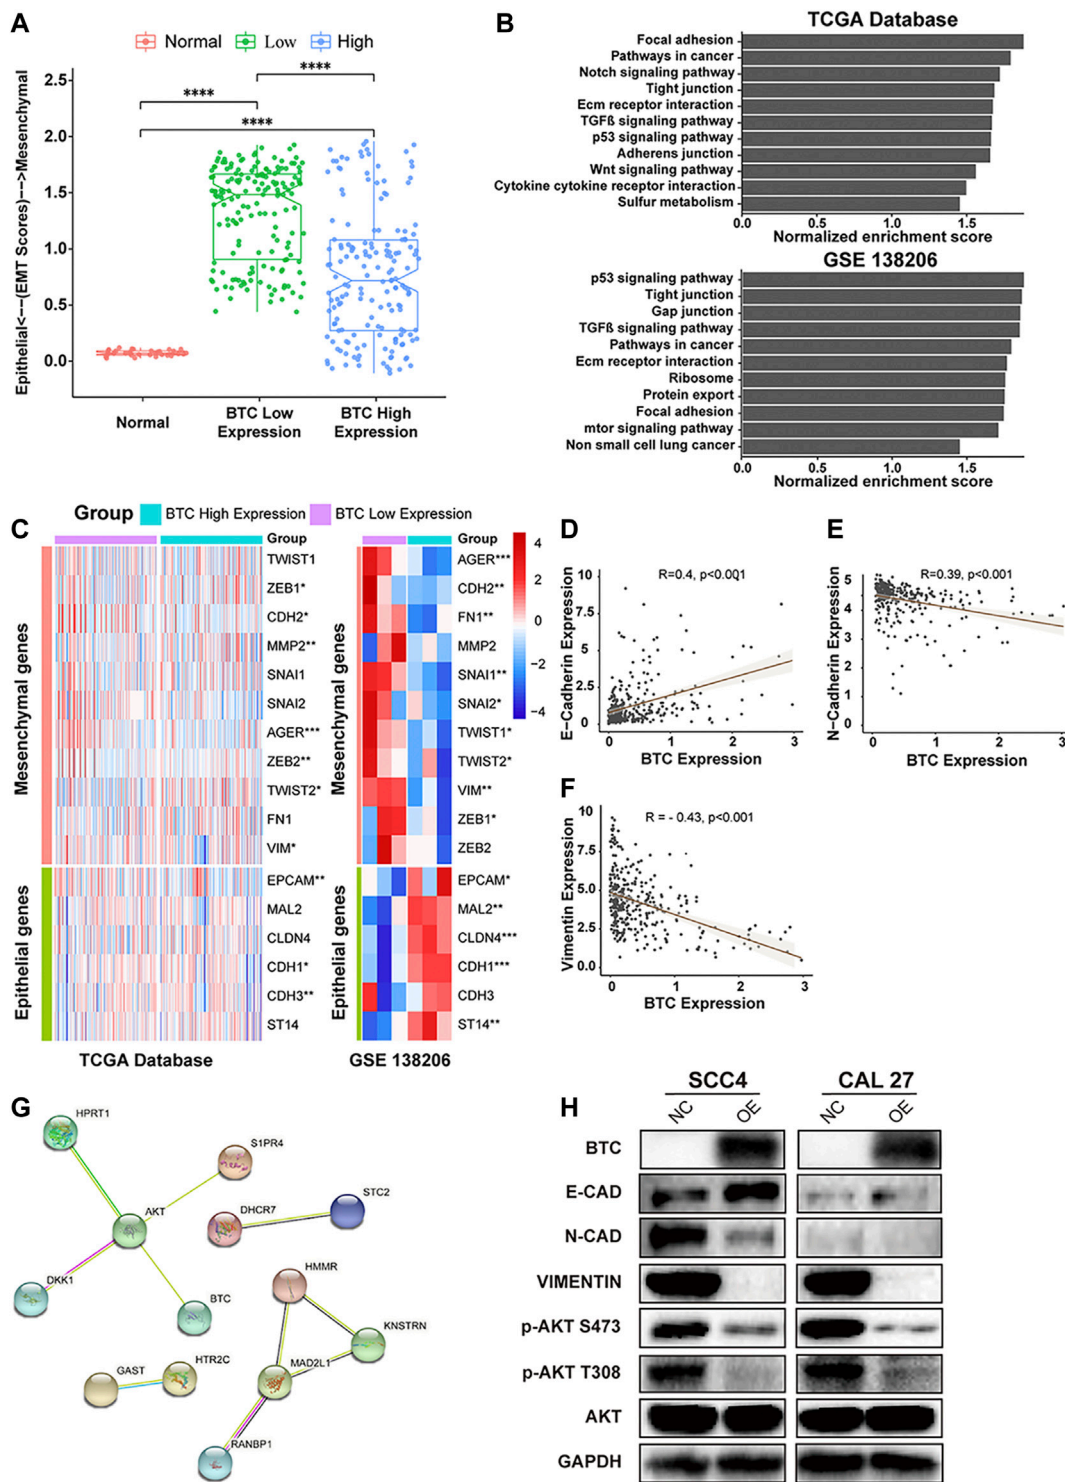 A
Normal Low High
****
****
****
Epithelial<---(EMT Scores)--->Mesenchymal
2.0
1.5
1.0
0.5
0.0
Normal
BTC Low
Expression
BTC High
Expression
B
TCGA Database
Focal adhesion
Pathways in cancer
Notch signaling pathway
Tight junction
Ecm receptor interaction
TGFß signaling pathway
p53 signaling pathway
Adherens junction
Wnt signaling pathway
Cytokine cytokine receptor interaction
Sulfur metabolism
0.0 0.5 1.0 1.5
Normalized enrichment score
GSE 138206
p53 signaling pathway
Tight junction
Gap junction
TGFß signaling pathway
Pathways in cancer
Ecm receptor interaction
Ribosome
Protein export
Focal adhesion
mtor signaling pathway
Non small cell lung cancer
0.0 0.5 1.0 1.5
Normalized enrichment score
C
Group BTC High Expression BTC Low Expression
Group
Mesenchymal genes
TWIST1
ZEB1*
CDH2*
MMP2**
SNAI1
SNAI2
AGER***
ZEB2**
TWIST2*
FN1
VIM*
Epithelial genes
EPCAM**
MAL2
CLDN4
CDH1*
CDH3**
ST14
TCGA Database
Group
Mesenchymal genes
AGER***
CDH2**
FN1**
MMP2
SNAI1**
SNAI2*
TWIST1*
TWIST2*
VIM**
ZEB1*
ZEB2
Epithelial genes
EPCAM*
MAL2**
CLDN4***
CDH1***
CDH3
ST14**
GSE 138206
4
2
0
−2
−4
D
R=0.4, p<0.001
E-Cadherin Expression
10
7.5
5
2.5
0
0 1 2 3
BTC Expression
E
R=0.39, p<0.001
N-Cadherin Expression
5
4
3
2
1
0
0 1 2 3
BTC Expression
F
R = - 0.43, p<0.001
Vimentin Expression
10
7.5
5.0
2.5
0.0
0 1 2 3
BTC Expression
G
HPRT1
S1PR4
AKT
DHCR7
STC2
DKK1
BTC
HMMR
KNSTRN
GAST
HTR2C
MAD2L1
RANBP1
H
SCC4 CAL 27
NC OE NC OE
BTC
E-CAD
N-CAD
VIMENTIN
p-AKT S473
p-AKT T308
AKT
GAPDH